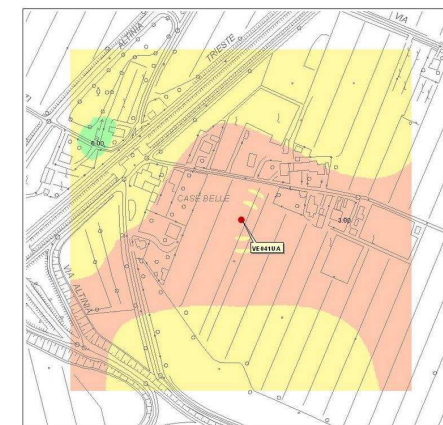 VIA
ALTINIA
TRIESTE
6.00
CASE BELLE
3.00
VE041UA
VIA
ALTINIA